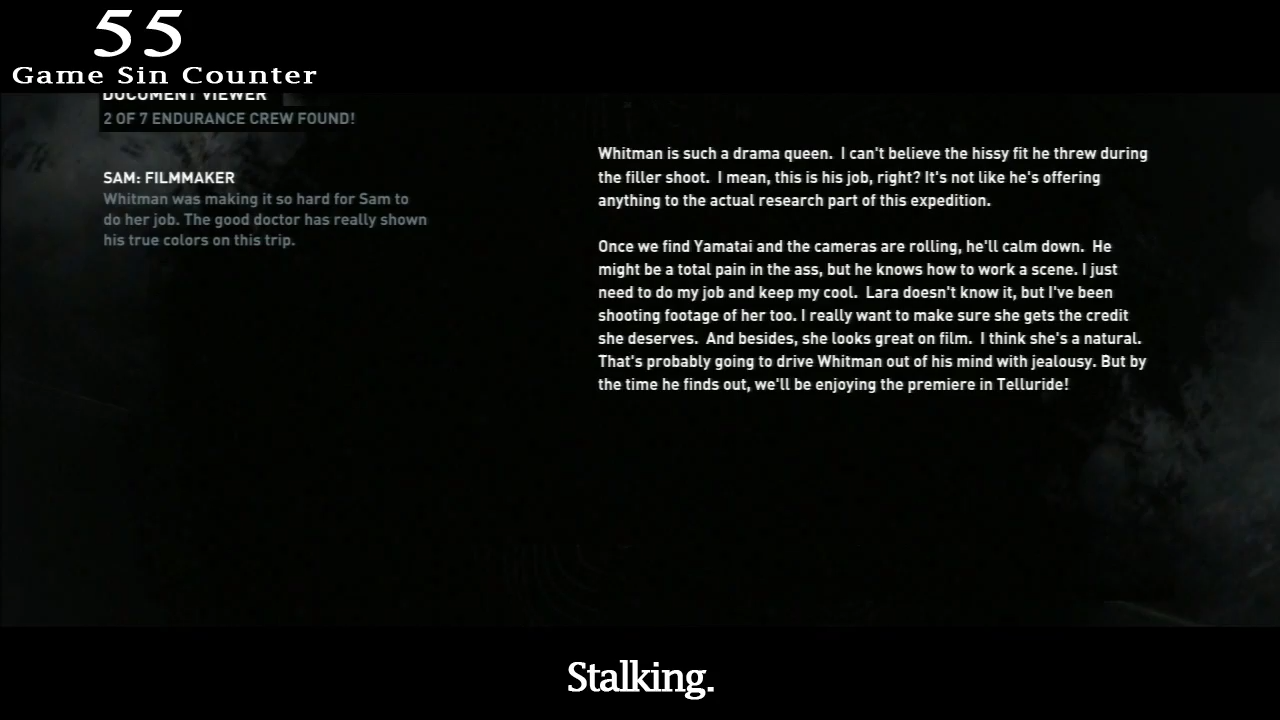 55
Game Sin Counter
DOCUMENT VIEWER
2 OF 7 ENDURANCE CREW FOUND!
SAM: FILMMAKER
Whitman was making it so hard for Sam to
do her job. The good doctor has really shown
his true colors on this trip.
Whitman is such a drama queen.  I can't believe the hissy fit he threw during
the filler shoot.  I mean, this is his job, right? It's not like he's offering
anything to the actual research part of this expedition.
Once we find Yamatai and the cameras are rolling, he'll calm down.  He
might be a total pain in the ass, but he knows how to work a scene. I just
need to do my job and keep my cool.  Lara doesn't know it, but I've been
shooting footage of her too. I really want to make sure she gets the credit
she deserves.  And besides, she looks great on film.  I think she's a natural.
That's probably going to drive Whitman out of his mind with jealousy. But by
the time he finds out, we'll be enjoying the premiere in Telluride!
Stalking.